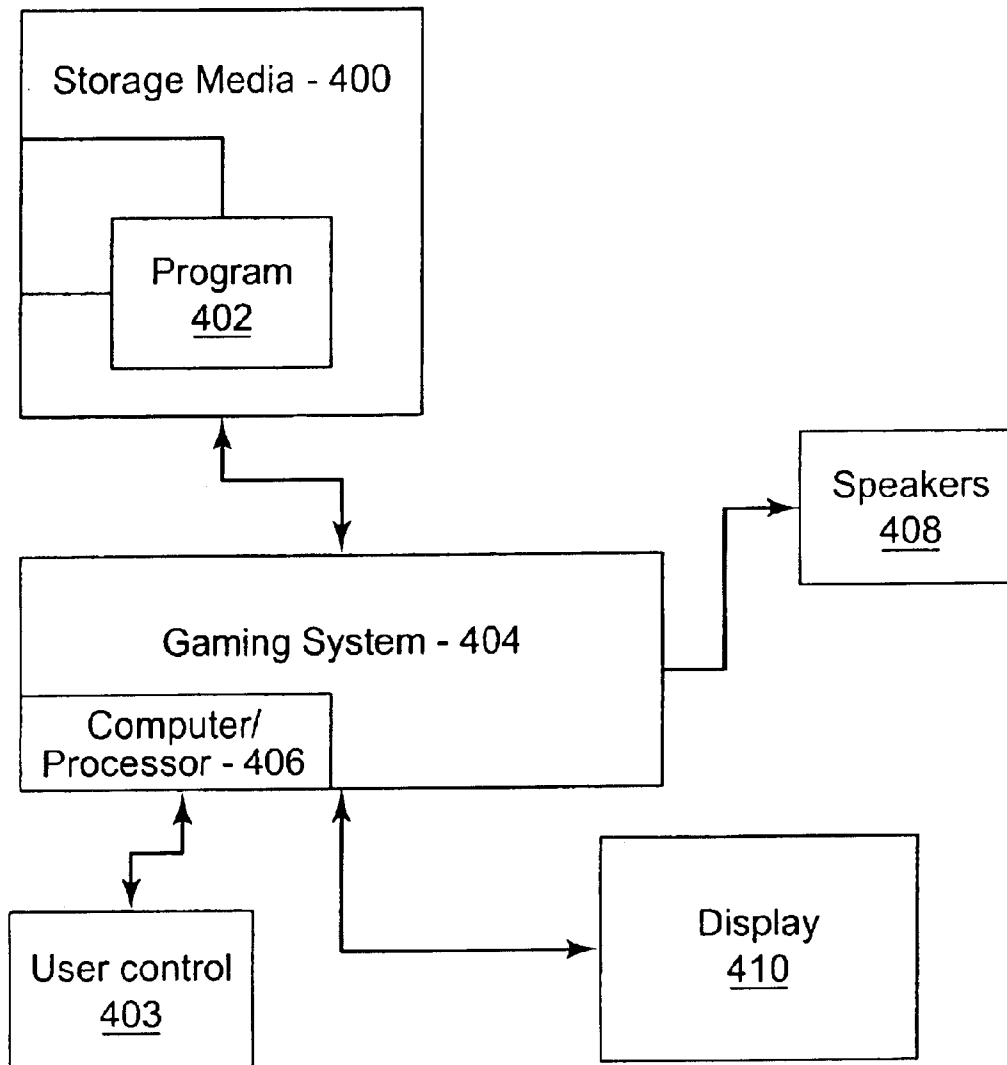 Storage Media - 400
Program
402
Speakers
408
Gaming System - 404
Computer/
Processor - 406
Display
410
User control
403